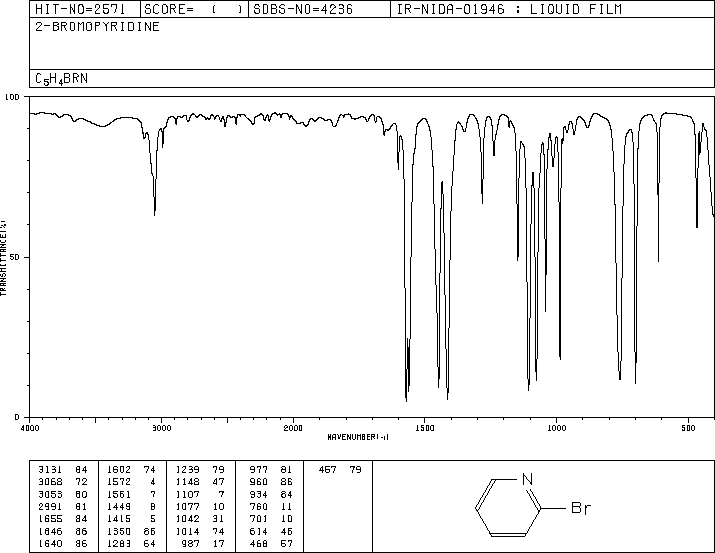 HIT-NO=2571 SCORE= ( ) SDBS-NO=4236 IR-NIDA-01946 : LIQUID FILM
2-BROMOPYRIDINE
C5H4BRN
100
50
0
TRANSMITTANCE(%)
4000 3000 2000 1500 1000 500
WAVENUMBER(-1)
3131 84 1602 74 1239 79 977 81 457 79
3068 72 1572 4 1148 47 960 86
3053 60 1561 7 1107 7 934 84
2991 81 1449 8 1077 10 760 11
1655 84 1415 5 1042 31 701 10
1646 86 1350 86 1014 74 614 46
1640 86 1283 64 987 17 468 57
N
Br